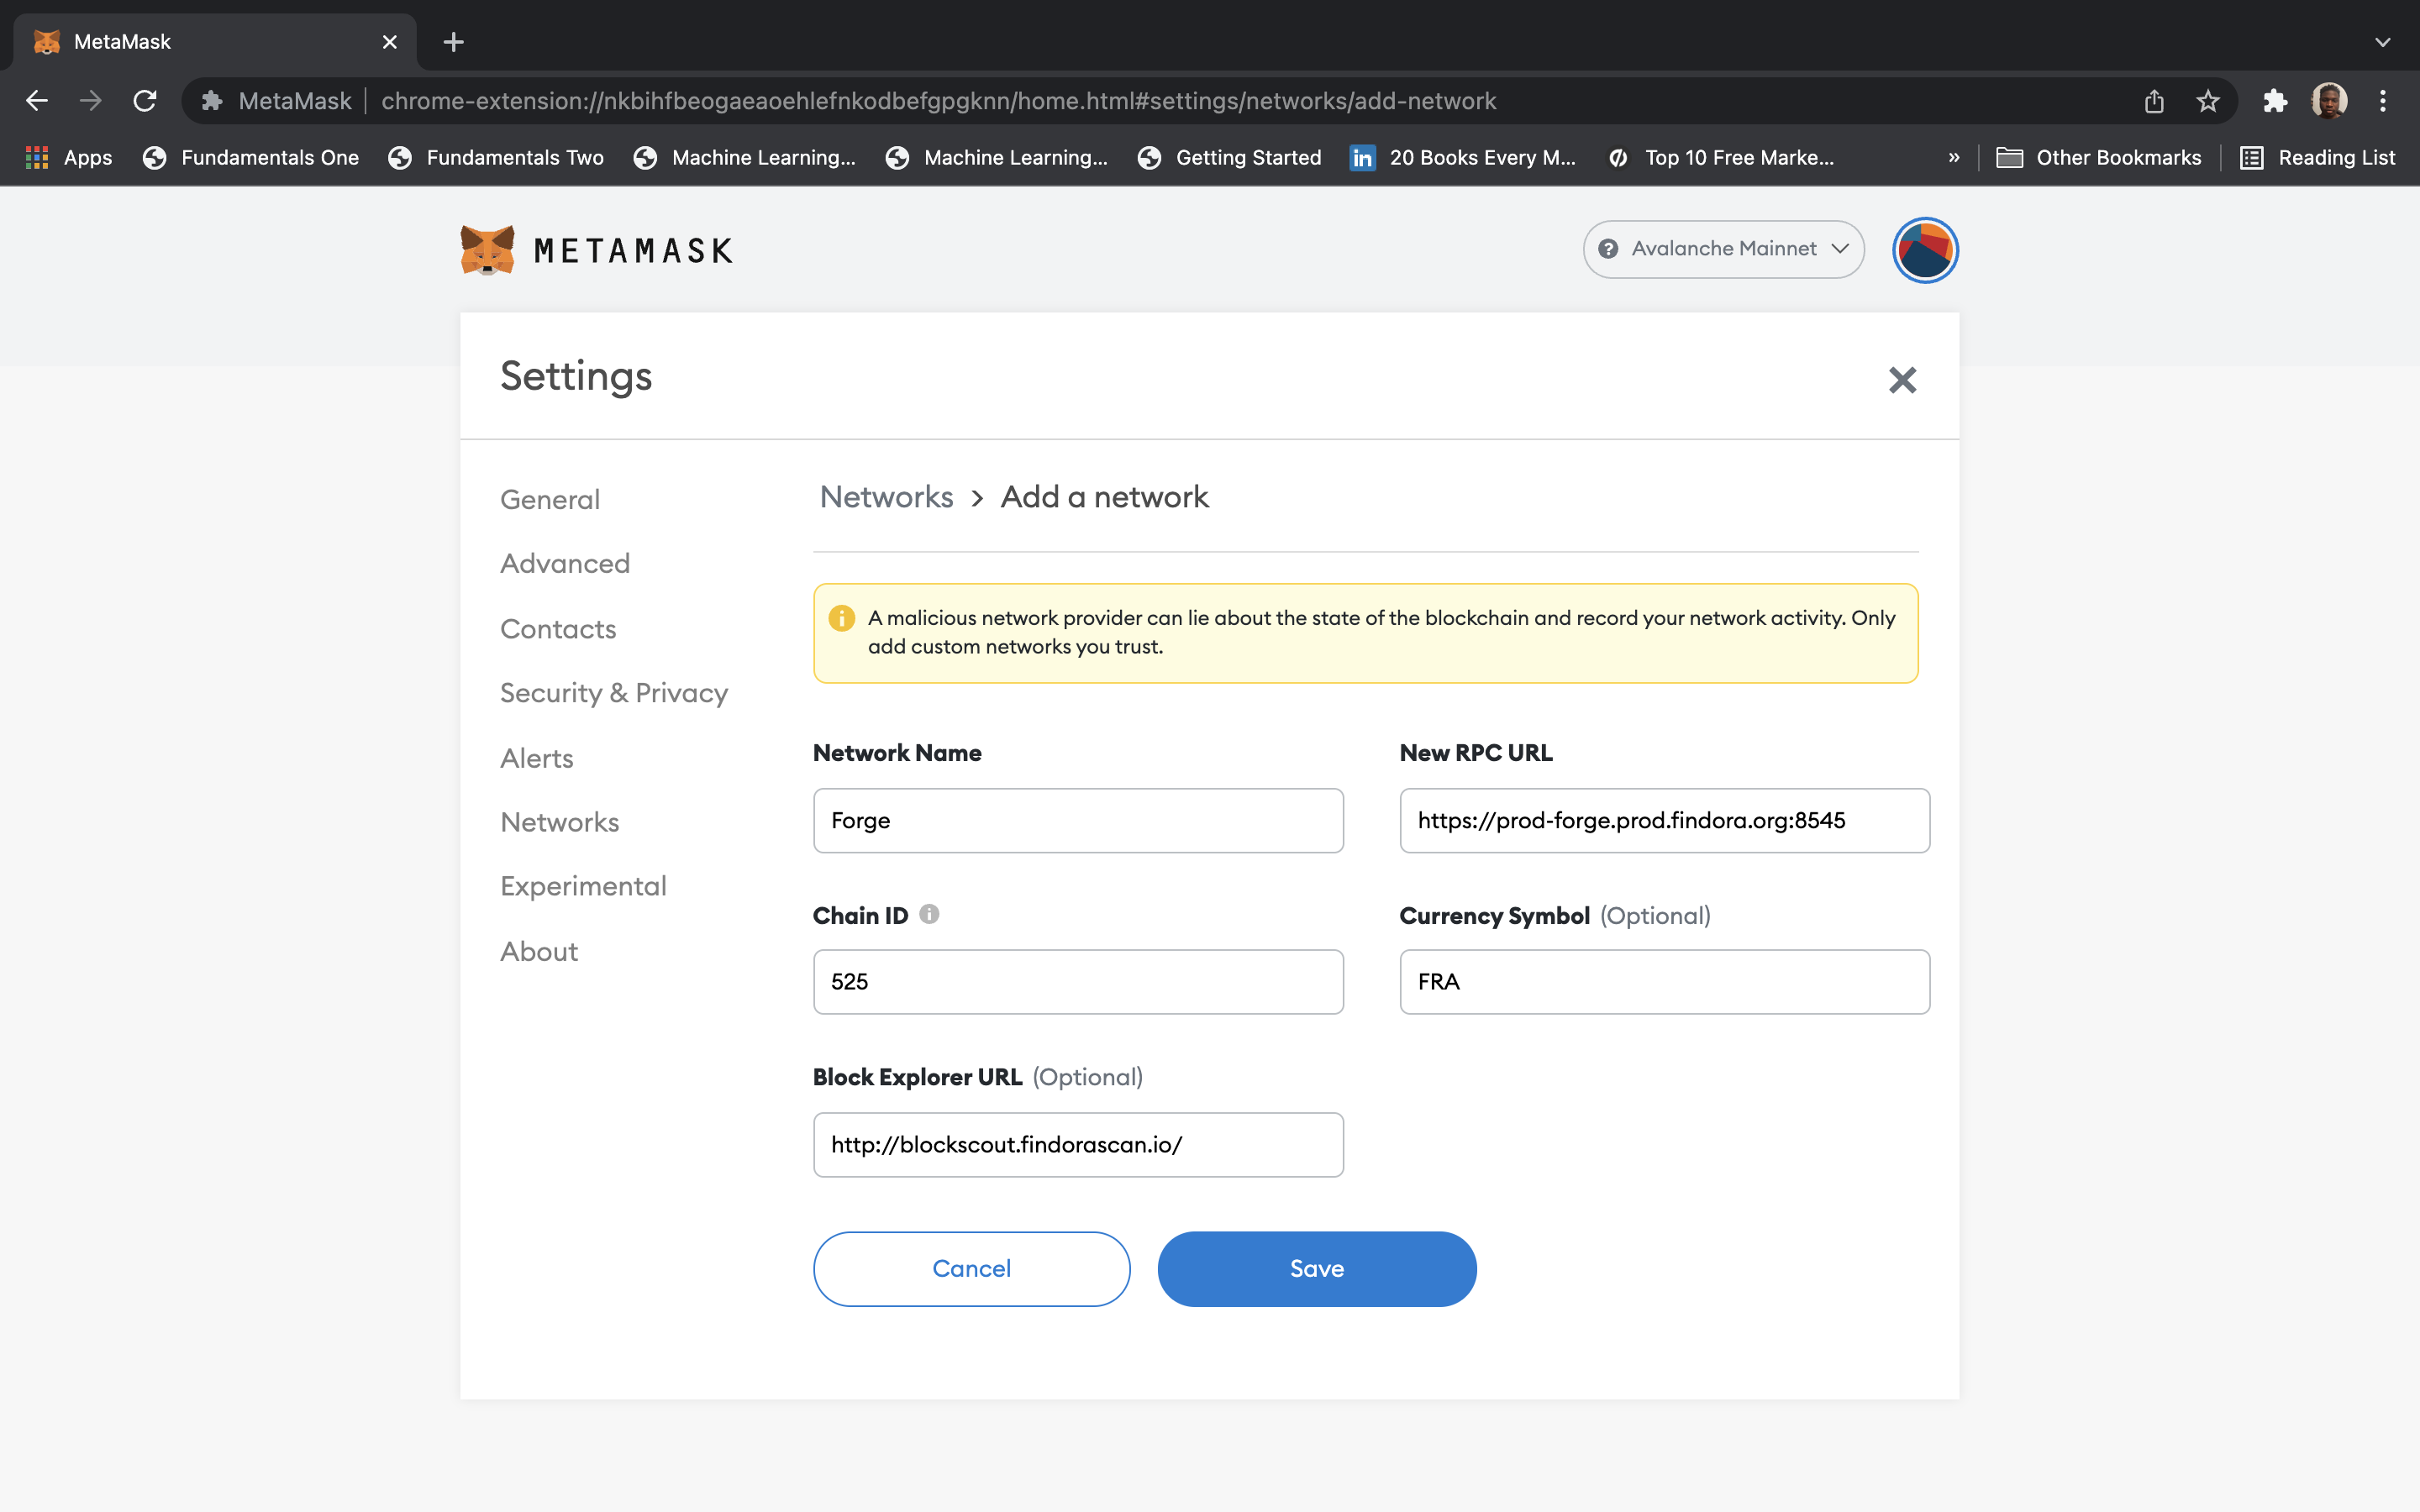 MetaMask
MetaMask chrome-extension://nkbihfbeogaeaoehlefnkodbefgpgknn/home.html#settings/networks/add-network
Apps Fundamentals One Fundamentals Two Machine Learning... Machine Learning... Getting Started in 20 Books Every M... Top 10 Free Marke... » Other Bookmarks Reading List
METAMASK
? Avalanche Mainnet
Settings
General
Advanced
Contacts
Security & Privacy
Alerts
Networks
Experimental
About
Networks > Add a network
A malicious network provider can lie about the state of the blockchain and record your network activity. Only
add custom networks you trust.
Network Name
Forge
New RPC URL
https://prod-forge.prod.findora.org:8545
Chain ID
525
Currency Symbol (Optional)
FRA
Block Explorer URL (Optional)
http://blockscout.findorascan.io/
Cancel
Save